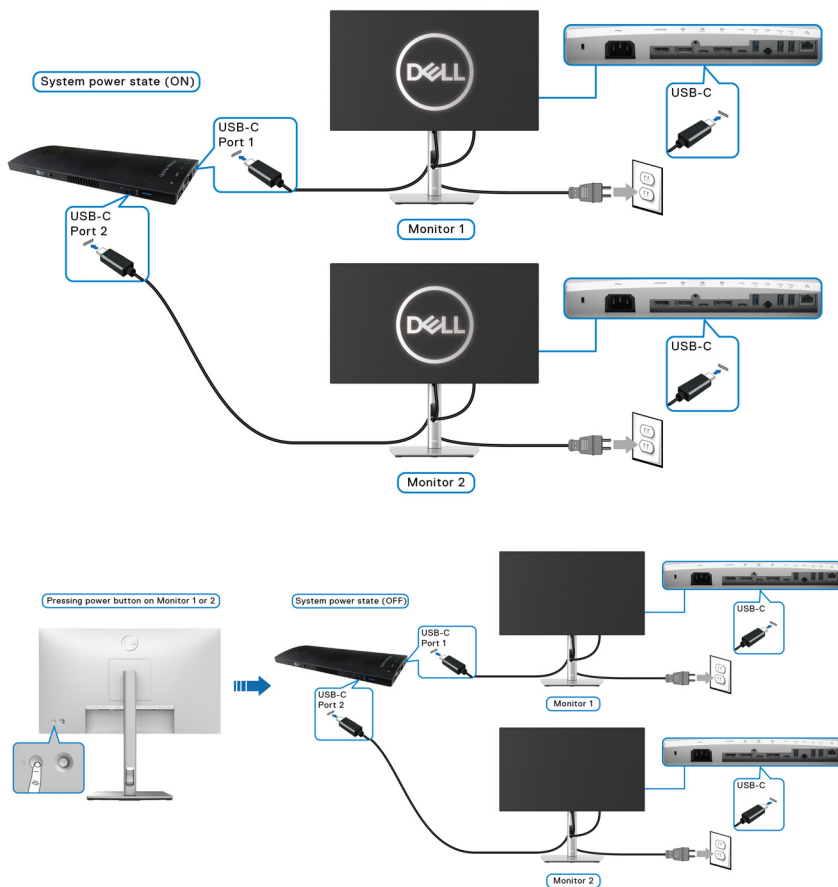 System power state (ON)
USB-C
Port 1
DELL
USB-C
Monitor 1
USB-C
Port 2
DELL
USB-C
Monitor 2
Pressing power button on Monitor 1 or 2
System power state (OFF)
USB-C
Port 1
USB-C
Monitor 1
USB-C
Port 2
USB-C
Monitor 2